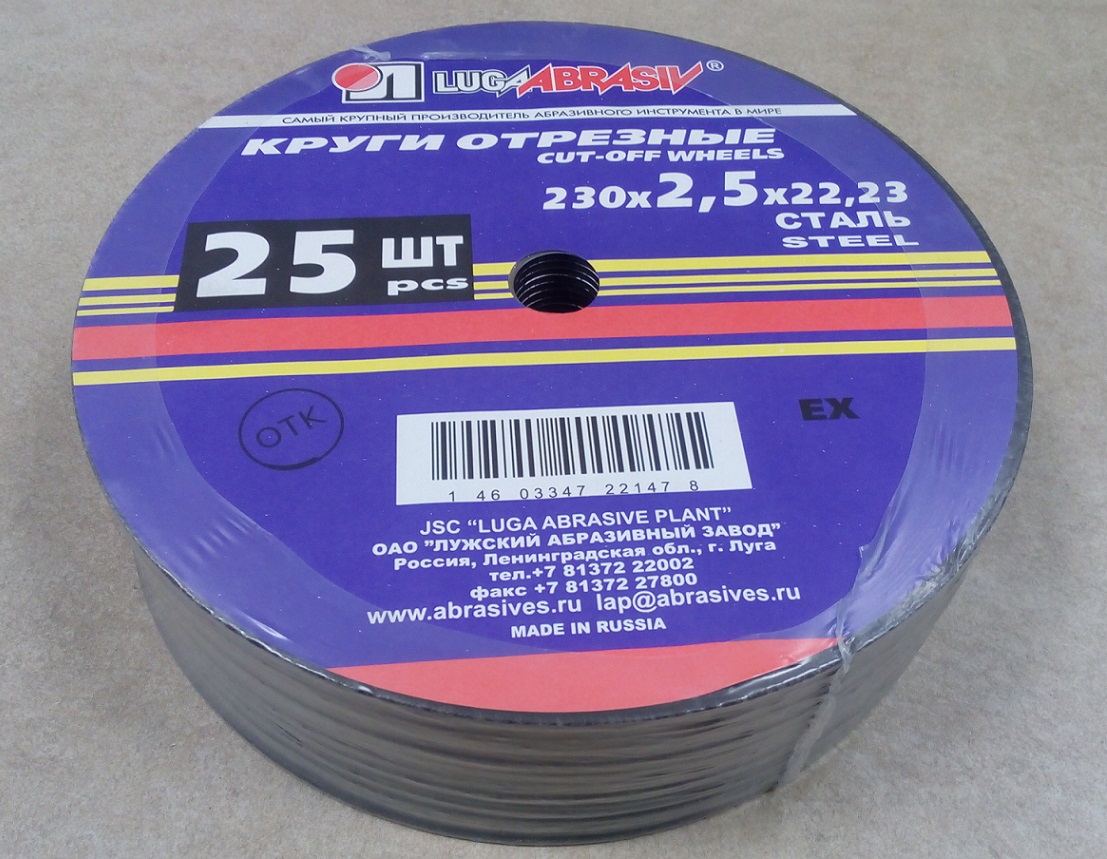 LUGAABRASIV®
САМЫЙ КРУПНЫЙ ПРОИЗВОДИТЕЛЬ АБРАЗИВНОГО ИНСТРУМЕНТА В МИРЕ
КРУГИ ОТРЕЗНЫЕ
CUT-OFF WHEELS
230x2,5x22,23
СТАЛЬ
STEEL
25 ШТ
pcs
EX
ОТК
1 46 03347 22147 8
JSC “LUGA ABRASIVE PLANT”
ОАО "ЛУЖСКИЙ АБРАЗИВНЫЙ ЗАВОД"
Россия, Ленинградская обл., г. Луга
тел.+7 81372 22002
факс +7 81372 27800
www.abrasives.ru lap@abrasives.ru
MADE IN RUSSIA